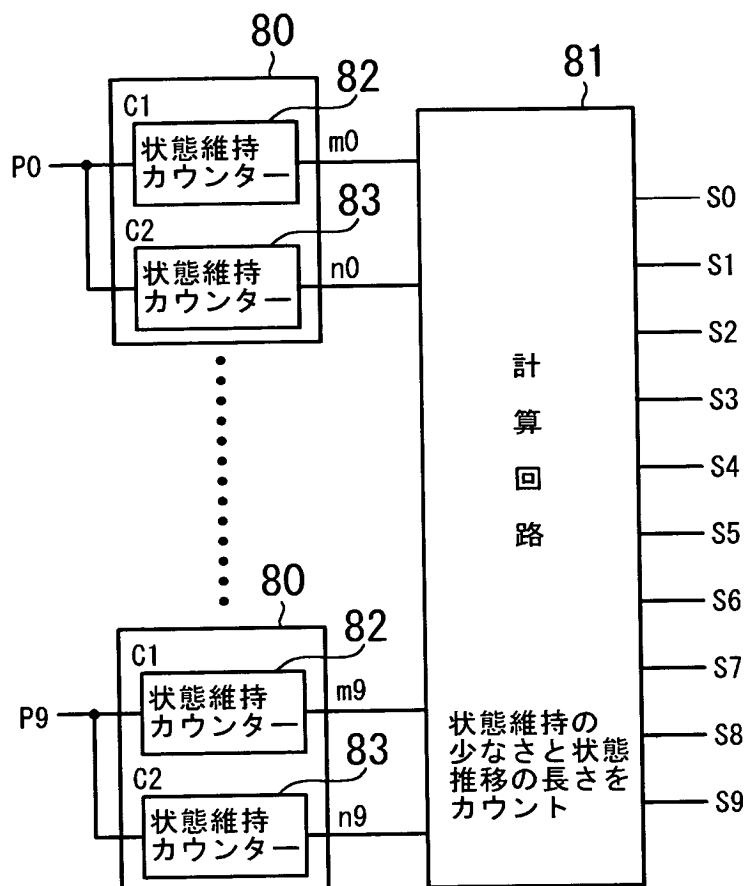 80
81
C1
82
状態維持
カウンター
m0
P0
C2
83
状態維持
カウンター
n0
S0
S1
S2
S3
S4
S5
S6
S7
S8
S9
計
算
回
路
80
C1
82
状態維持
カウンター
m9
P9
C2
83
状態維持
カウンター
n9
状態維持の
少なさと状態
推移の長さを
カウント